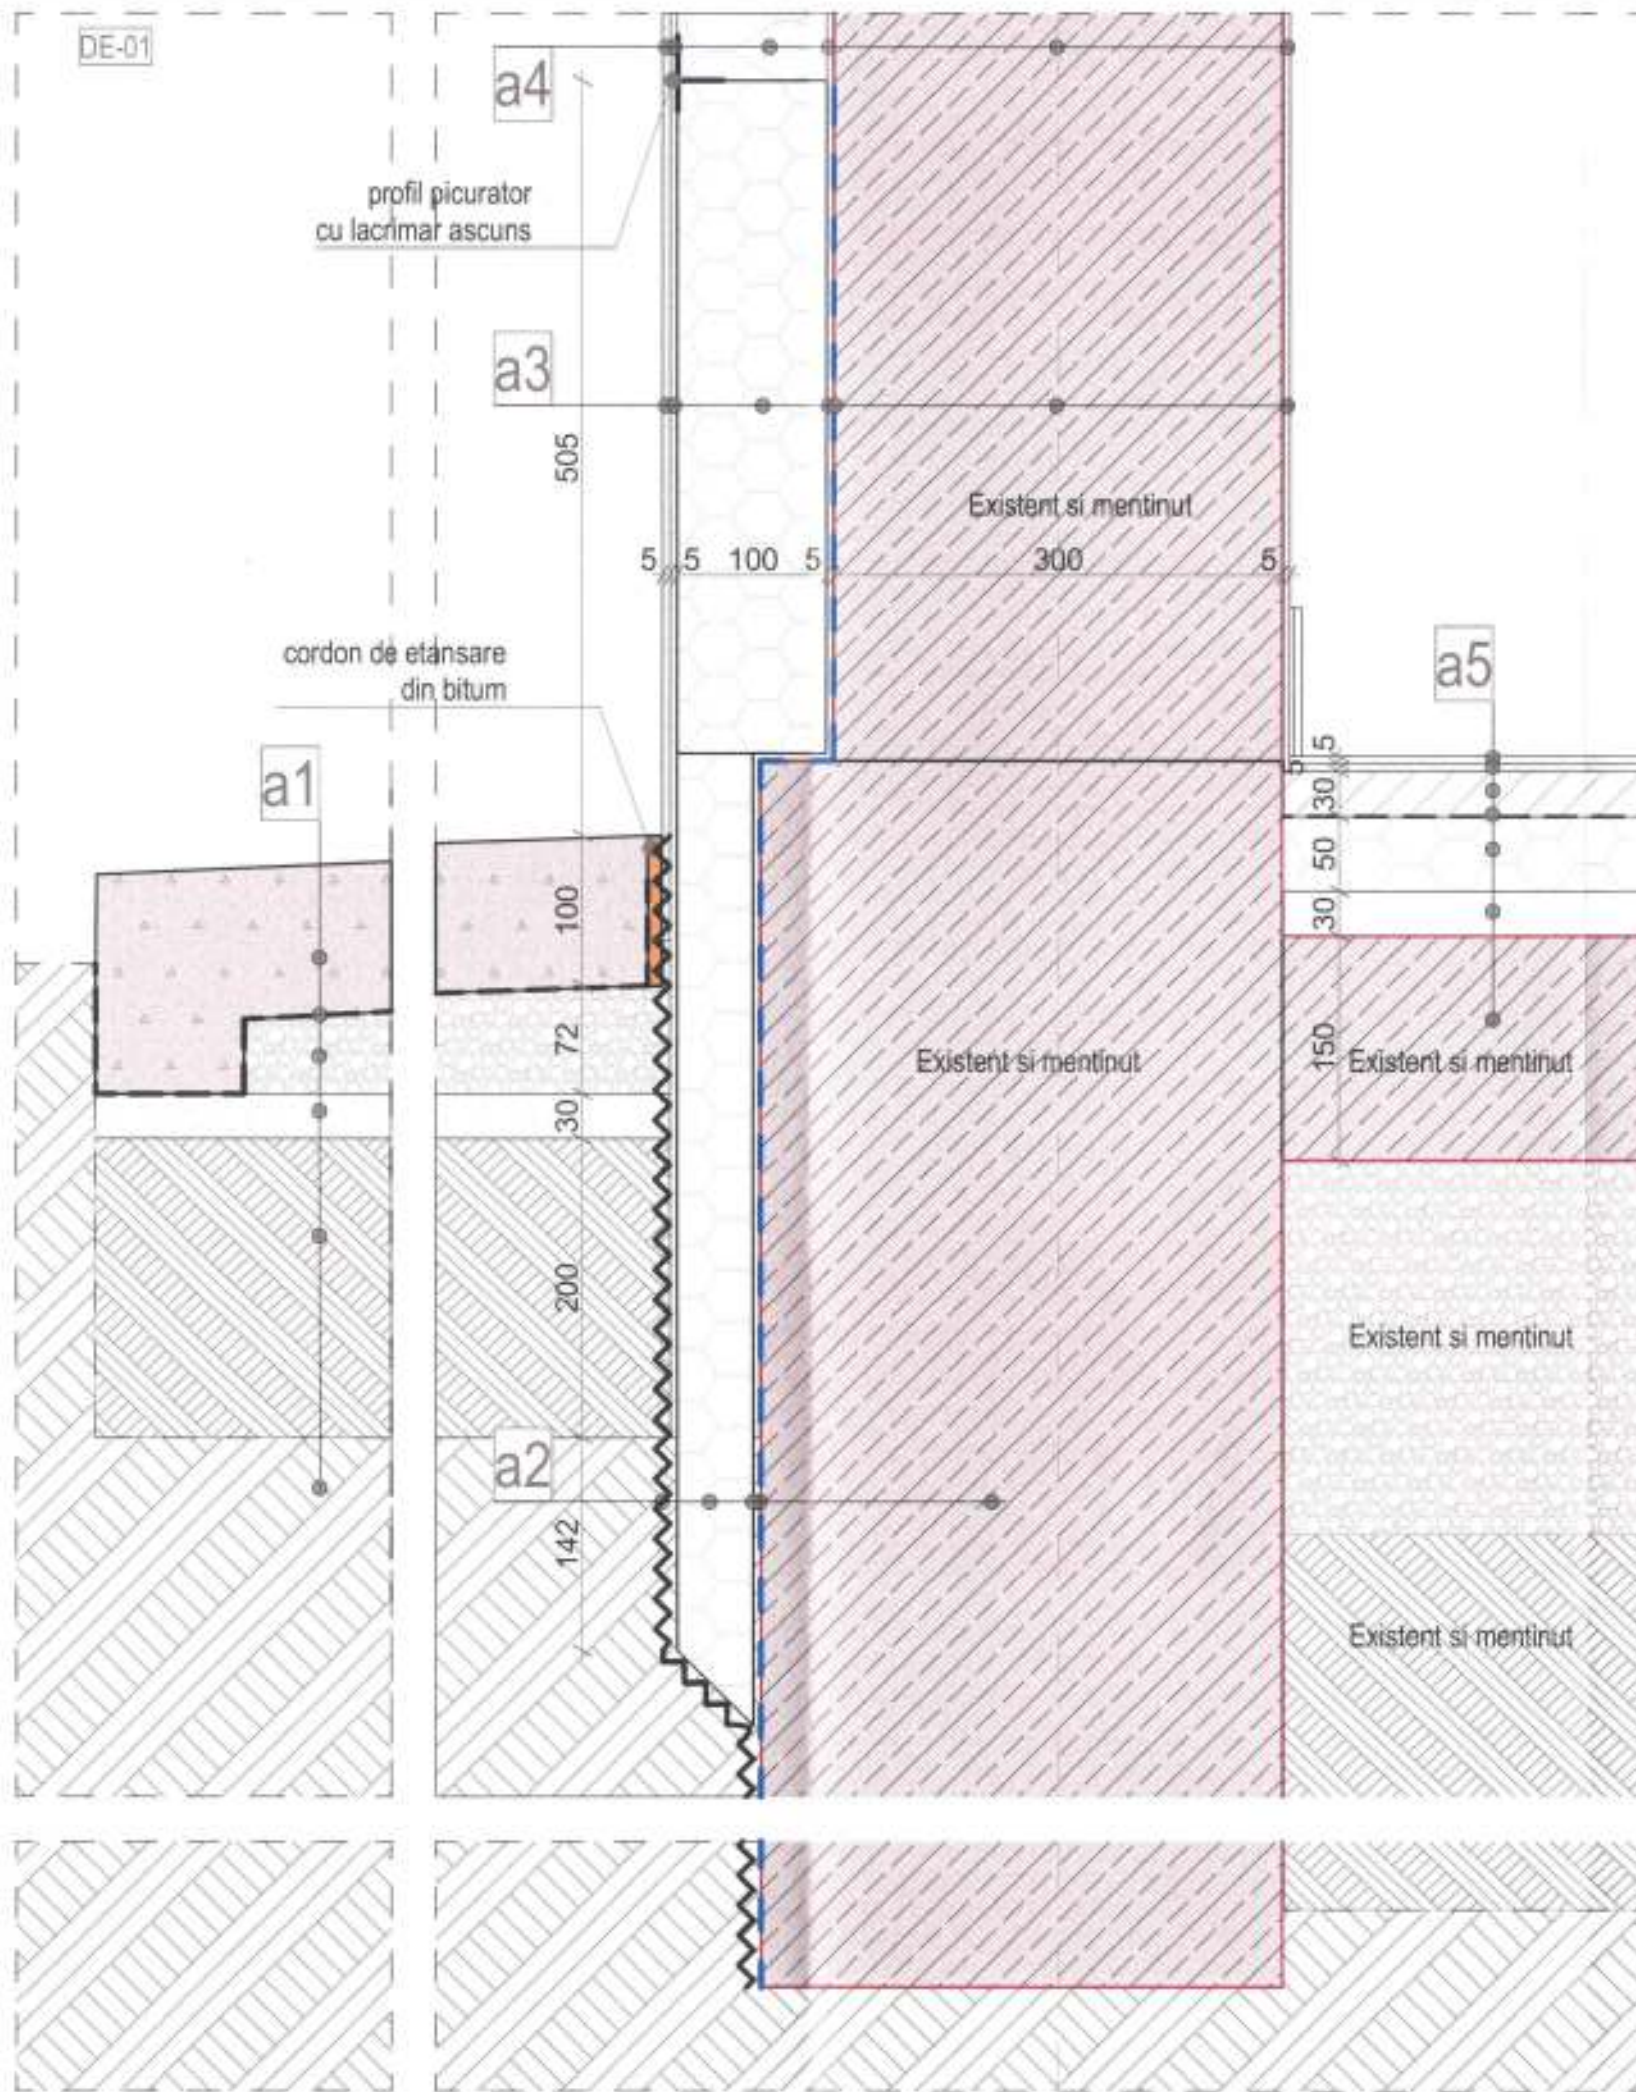 DE-01
a4
profil picurator
cu lacrimar ascuns
a3
505
Existent si mentinut
5 5 100 5 300 5
cordon de etansare
din bitum
a5
a1
5
5
30
50
30
100
72
30
150
Existent si mentinut
Existent si mentinut
200
Existent si mentinut
a2
142
Existent si mentinut